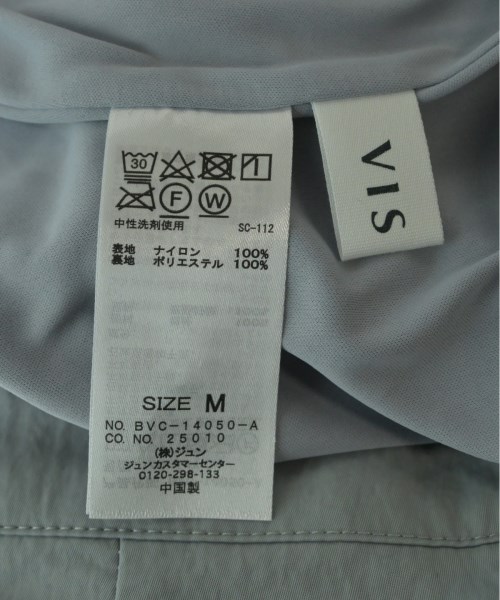 30
F W
中性洗剤使用 SC-112
表地 ナイロン 100%
裏地 ポリエステル 100%
SIZE M
NO. BVC-14050-A
CO. NO. 25010
(株)ジュン
ジュンカスタマーセンター
0120-298-133
中国製
VIS